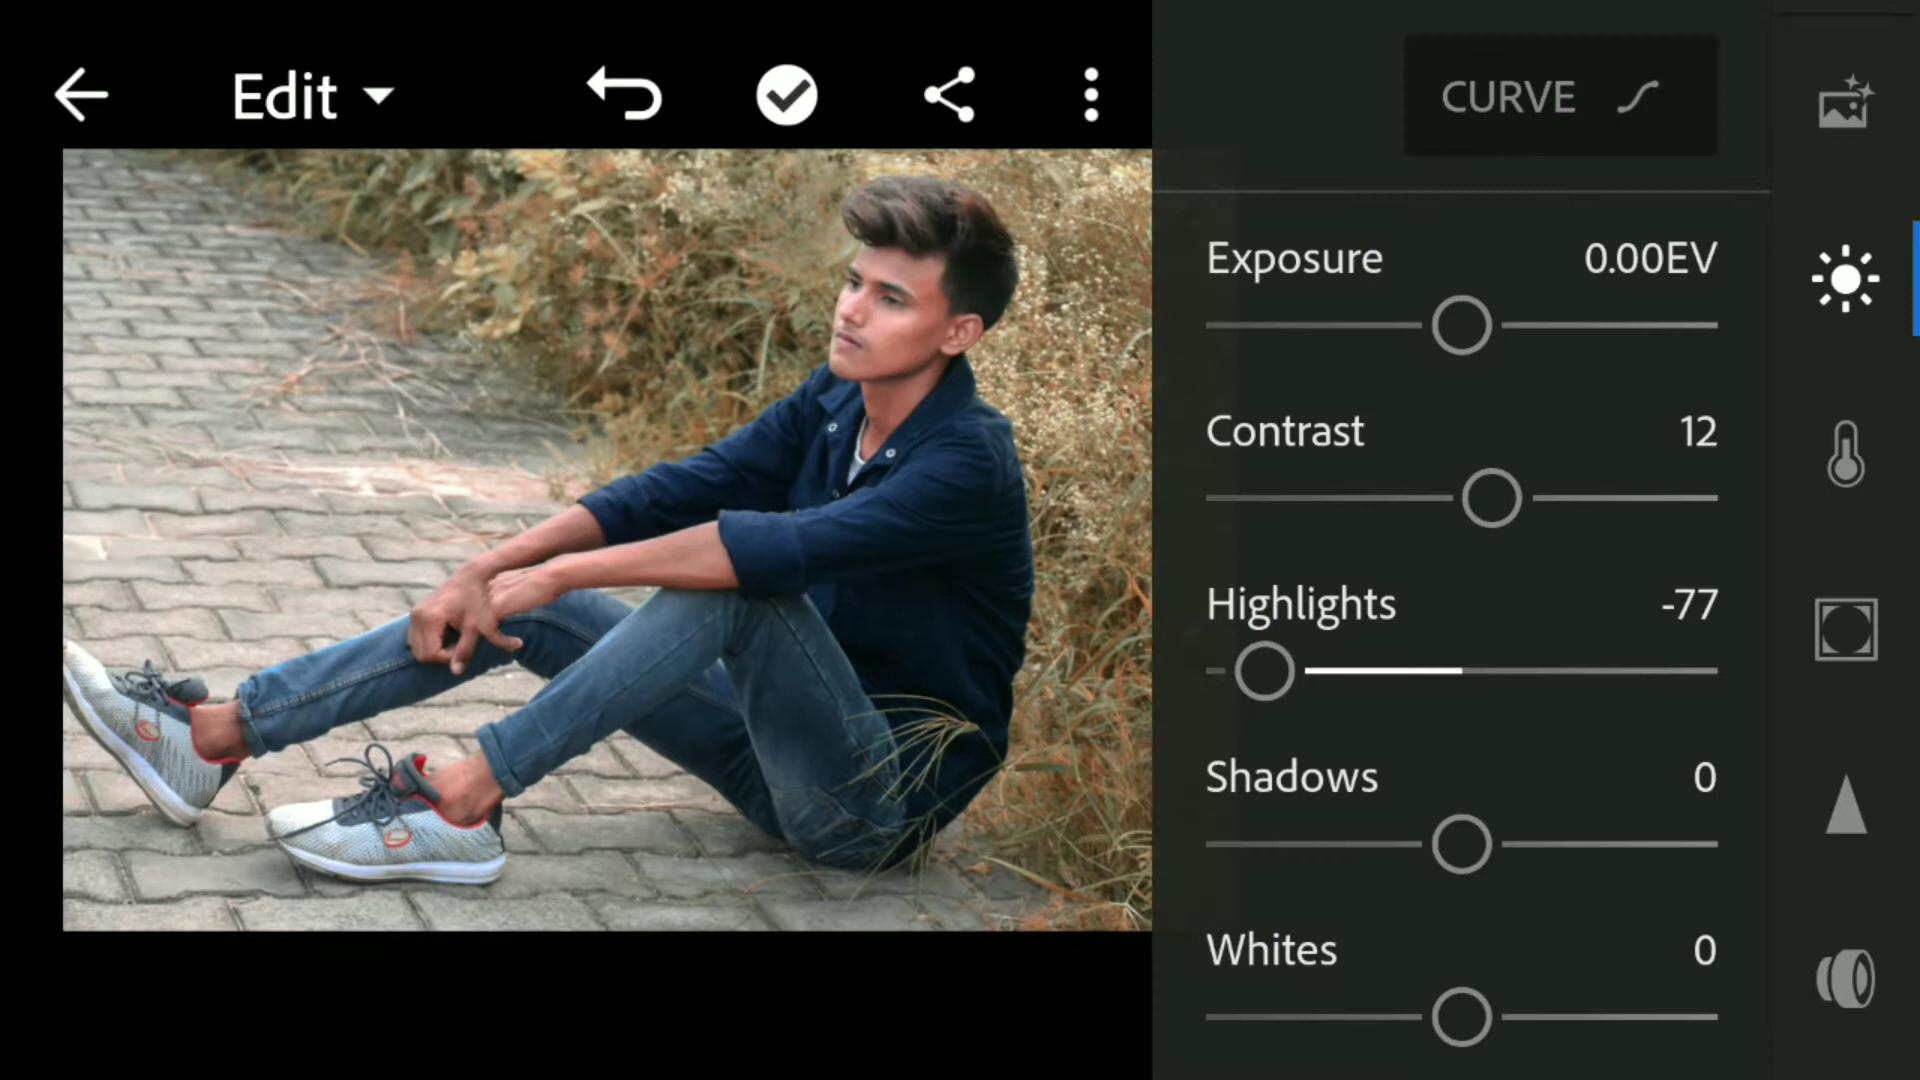 Edit
CURVE
Exposure 0.00EV
Contrast 12
Highlights -77
Shadows 0
Whites 0